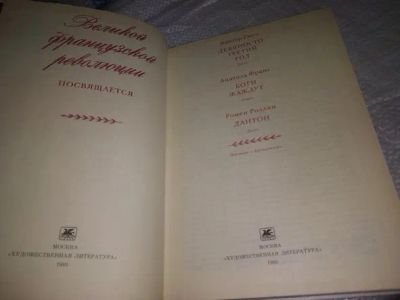 Великой
французской
революции
ПОСВЯЩАЕТСЯ
МОСКВА
«ХУДОЖЕСТВЕННАЯ ЛИТЕРАТУРА»
Виктор Гюго
ДЕВЯНОСТО
ТРЕТИЙ
ГОД
Анатоль Франс
БОГИ
ЖАЖДУТ
Ромен Роллан
ДАНТОН
МОСКВА
«ХУДОЖЕСТВЕННАЯ ЛИТЕРАТУРА»